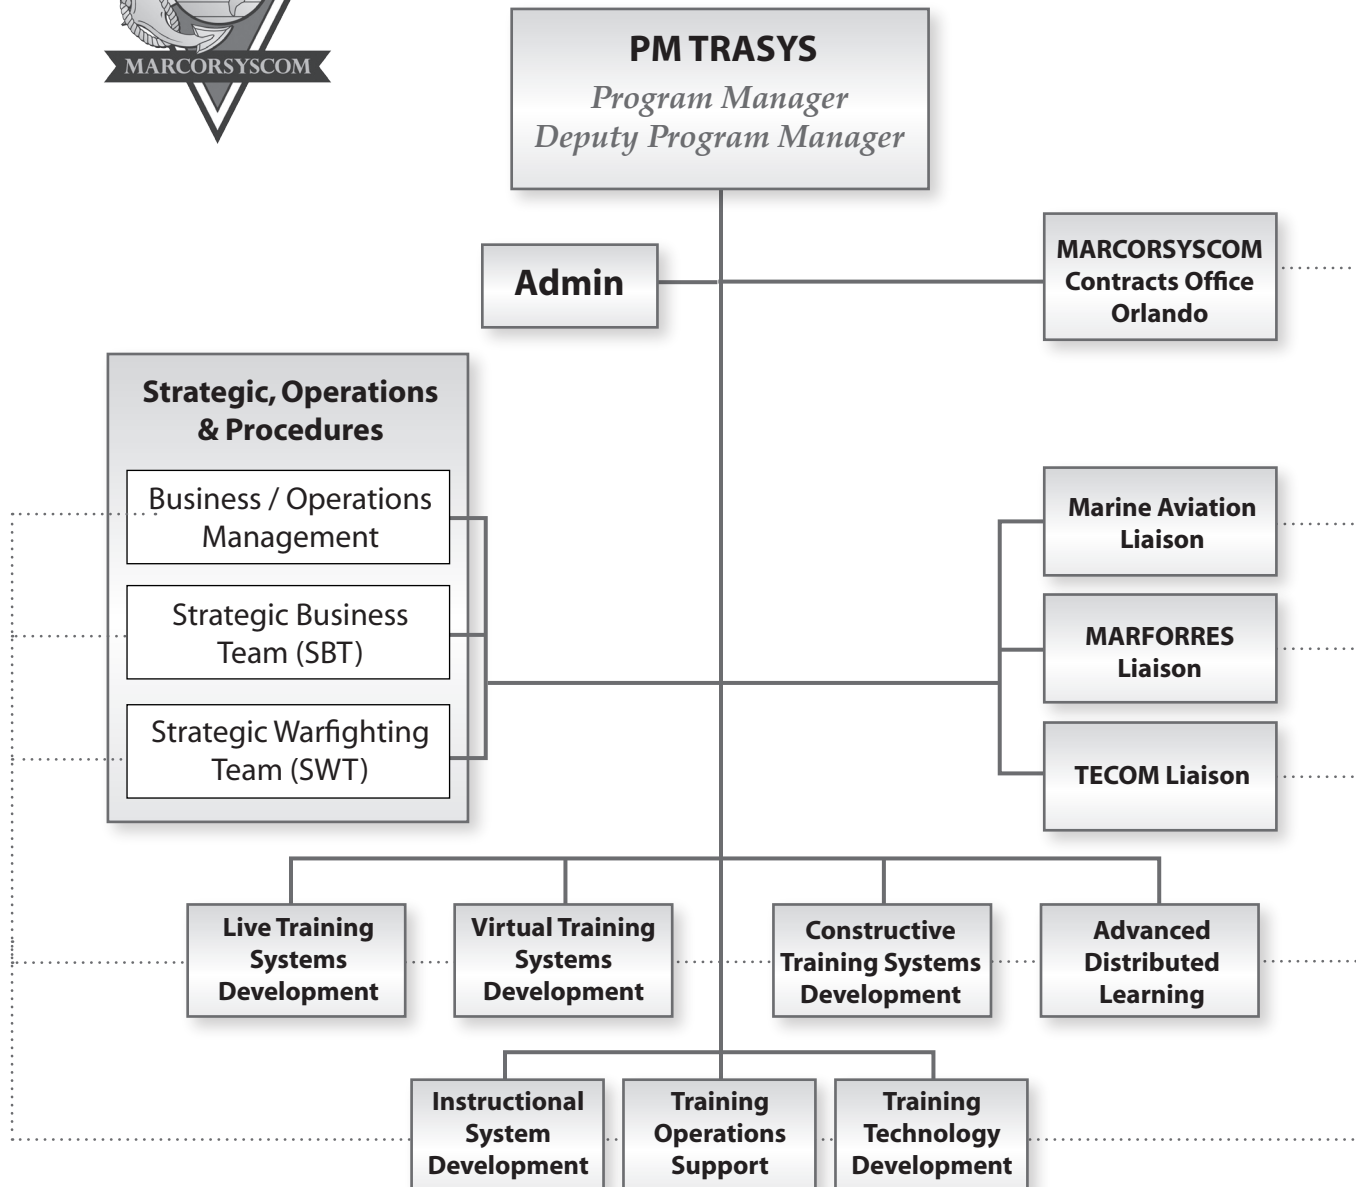 MARCORSYSCOM
PM TRASYS
Program Manager
Deputy Program Manager
Admin
MARCORSYSCOM
Contracts Office
Orlando
Strategic, Operations
& Procedures
Business / Operations
Management
Strategic Business
Team (SBT)
Strategic Warfighting
Team (SWT)
Marine Aviation
Liaison
MARFORRES
Liaison
TECOM Liaison
Live Training
Systems
Development
Virtual Training
Systems
Development
Constructive
Training Systems
Development
Advanced
Distributed
Learning
Instructional
System
Development
Training
Operations
Support
Training
Technology
Development